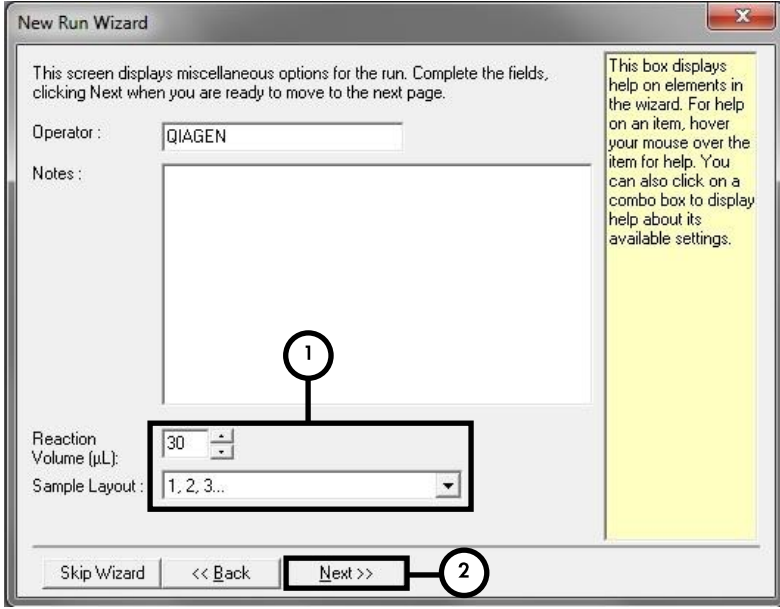 New Run Wizard
This screen displays miscellaneous options for the run. Complete the fields,
clicking Next when you are ready to move to the next page.
Operator :
QIAGEN
Notes :
This box displays
help on elements in
the wizard. For help
on an item, hover
your mouse over the
item for help. You
can also click on a
combo box to display
help about its
available settings.
1
Reaction
Volume (µL):
30
Sample Layout :
1, 2, 3...
Skip Wizard
<< Back
Next >>
2